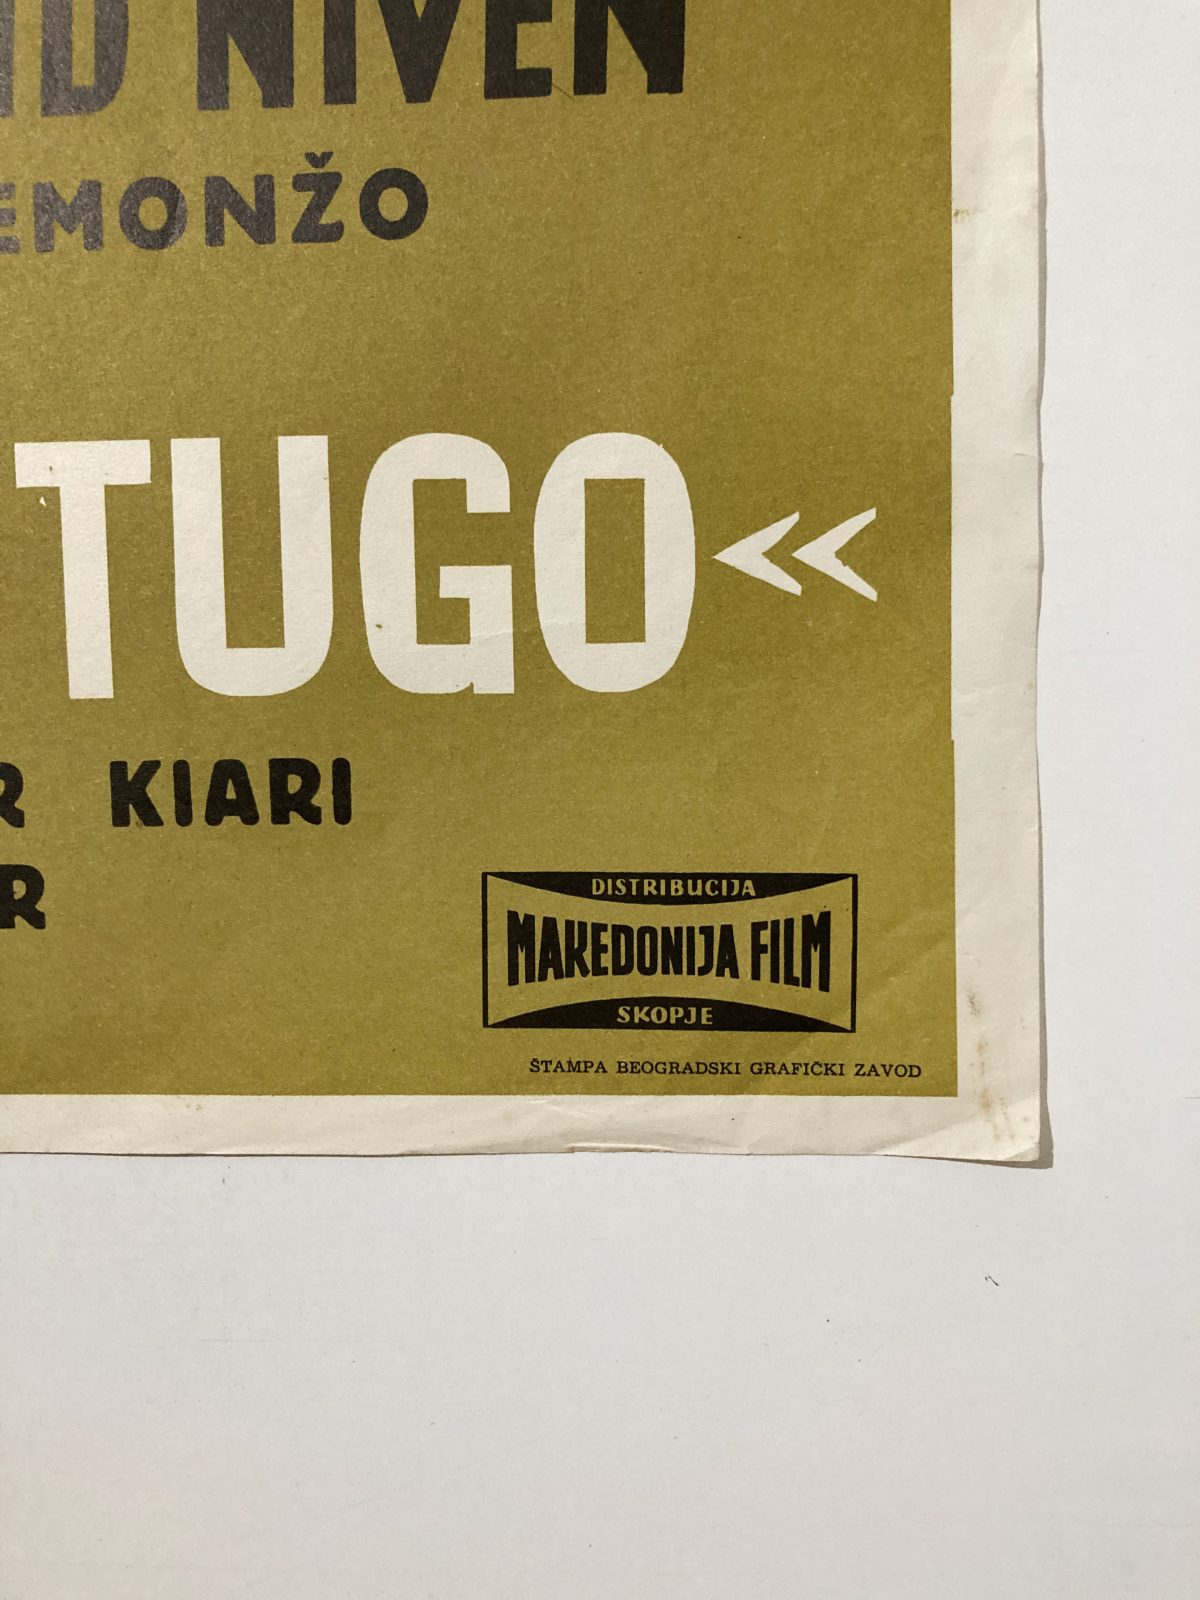 NIVEN
EMONŽO
TUGO«
R KIARI
R
DISTRIBUCIJA
MAKEDONIJA FILM
SKOPJE
ŠTAMPA BEOGRADSKI GRAFIČKI ZAVOD